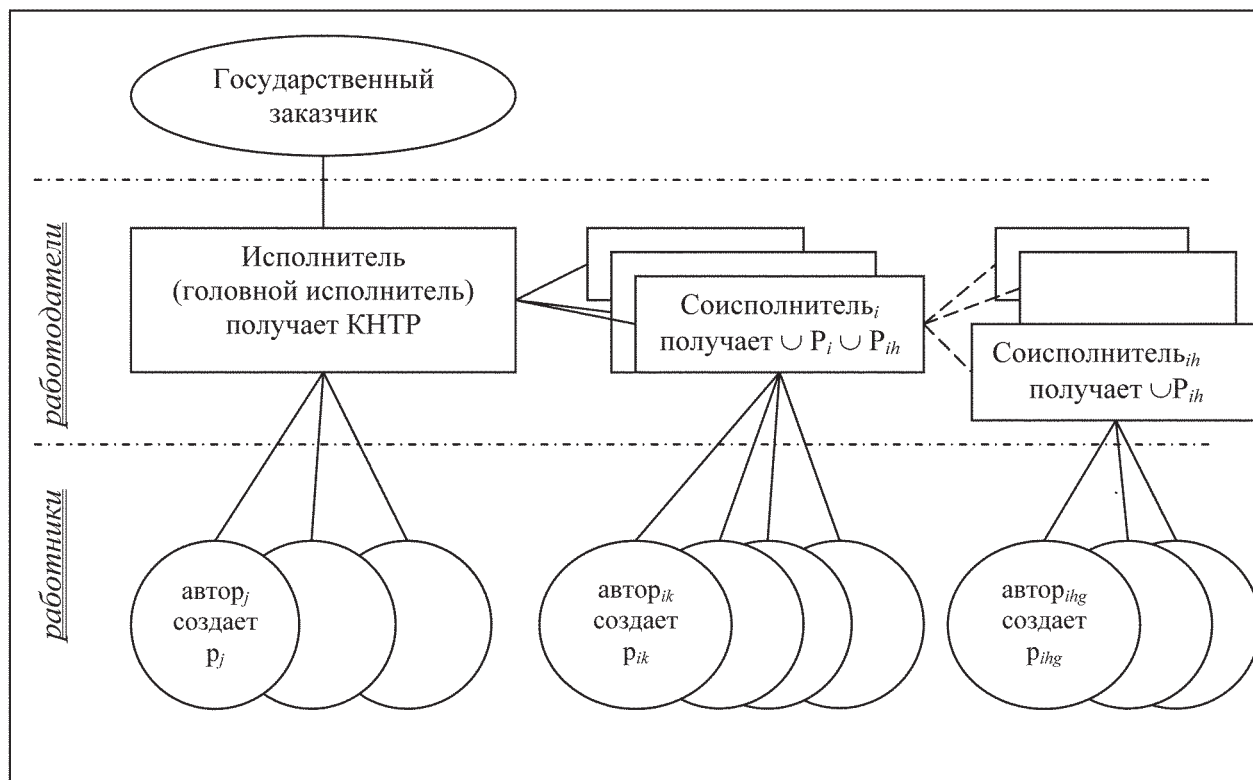 Государственный
заказчик
работодатели
Исполнитель
(головной исполнитель)
получает КНТР
Соисполнитель_i
получает ∪ P_i ∪ P_ih
Соисполнитель_ih
получает ∪P_ih
работники
автор_j
создает
p_j
автор_ik
создает
p_ik
автор_ihg
создает
p_ihg